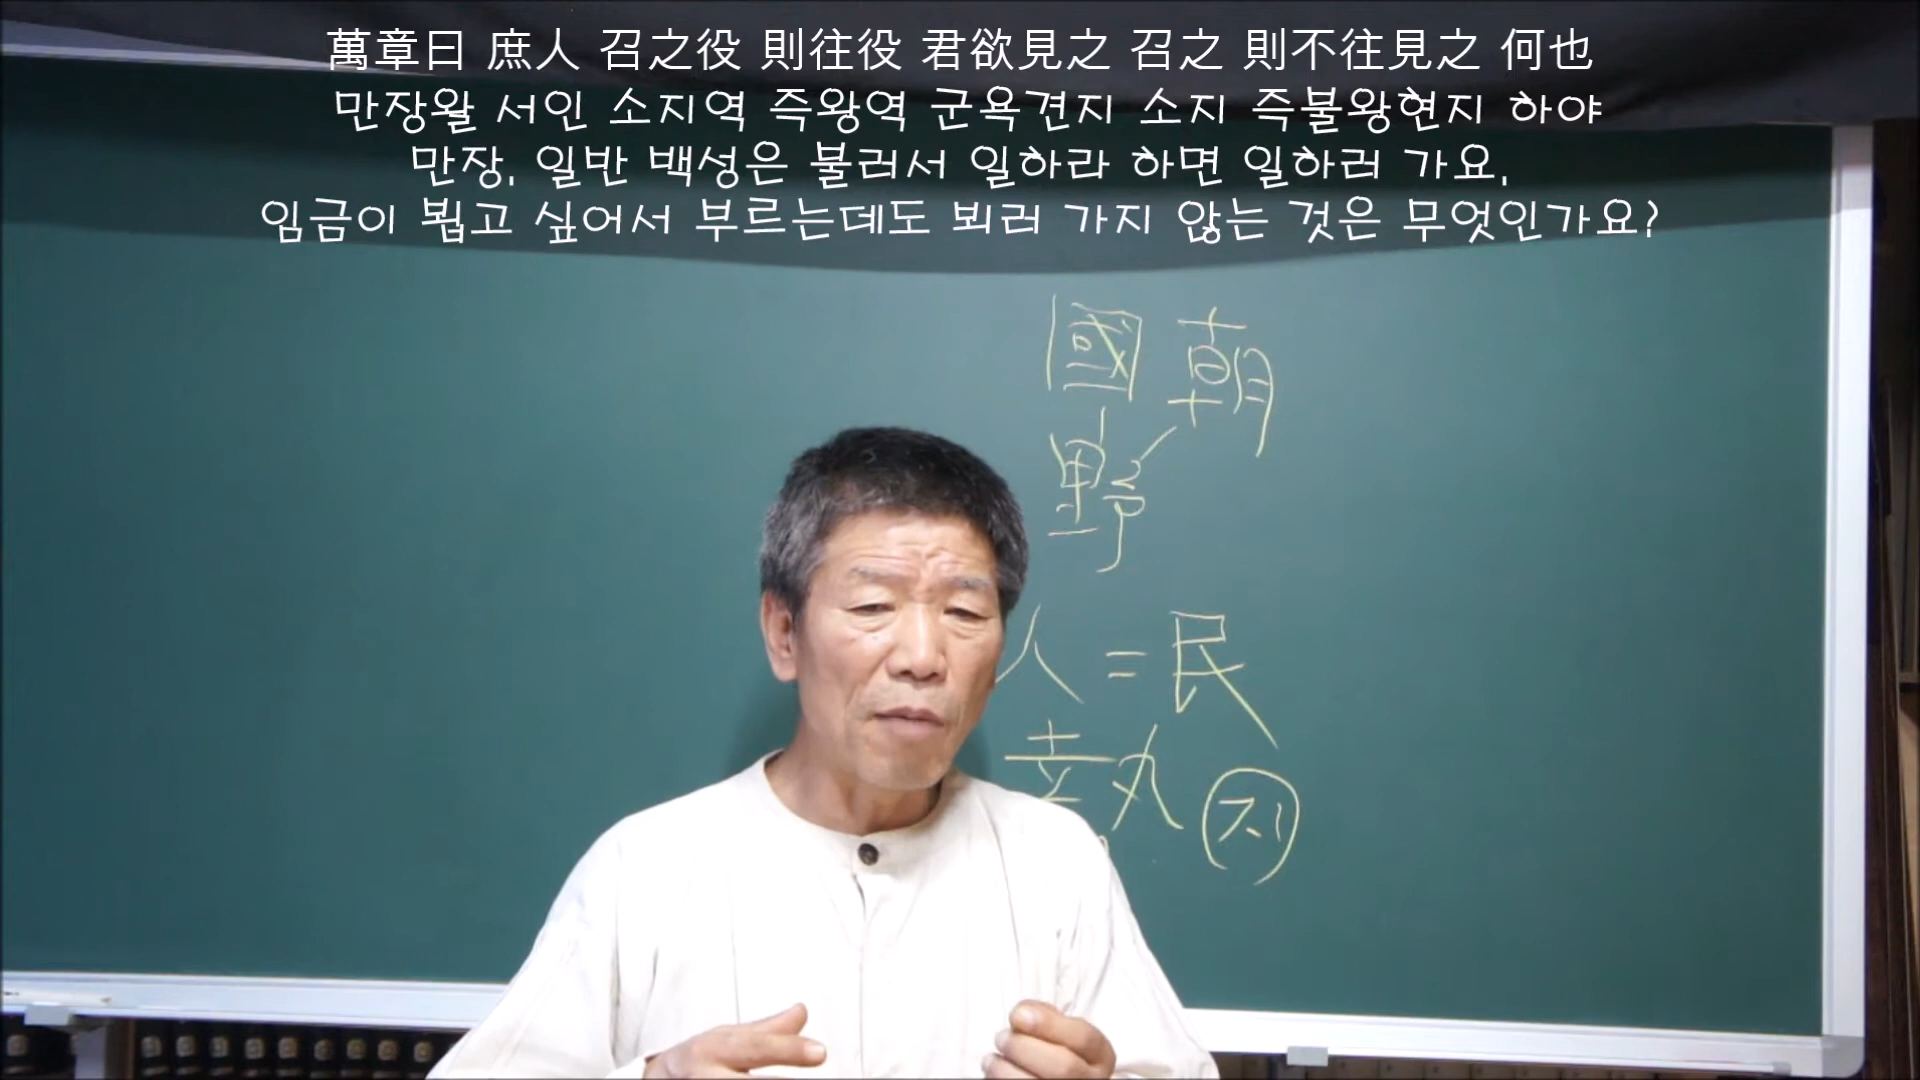 萬章曰 庶人 召之役 則往役 君欲見之 召之 則不往見之 何也
만장왈 서인 소지역 즉왕역 군욕견지 소지 즉불왕현지 하야
만장. 일반 백성은 불러서 일하라 하면 일하러 가요.
임금이 뵙고 싶어서 부르는데도 뵈러 가지 않는 것은 무엇인가요?
國 朝
野
人 = 民
지